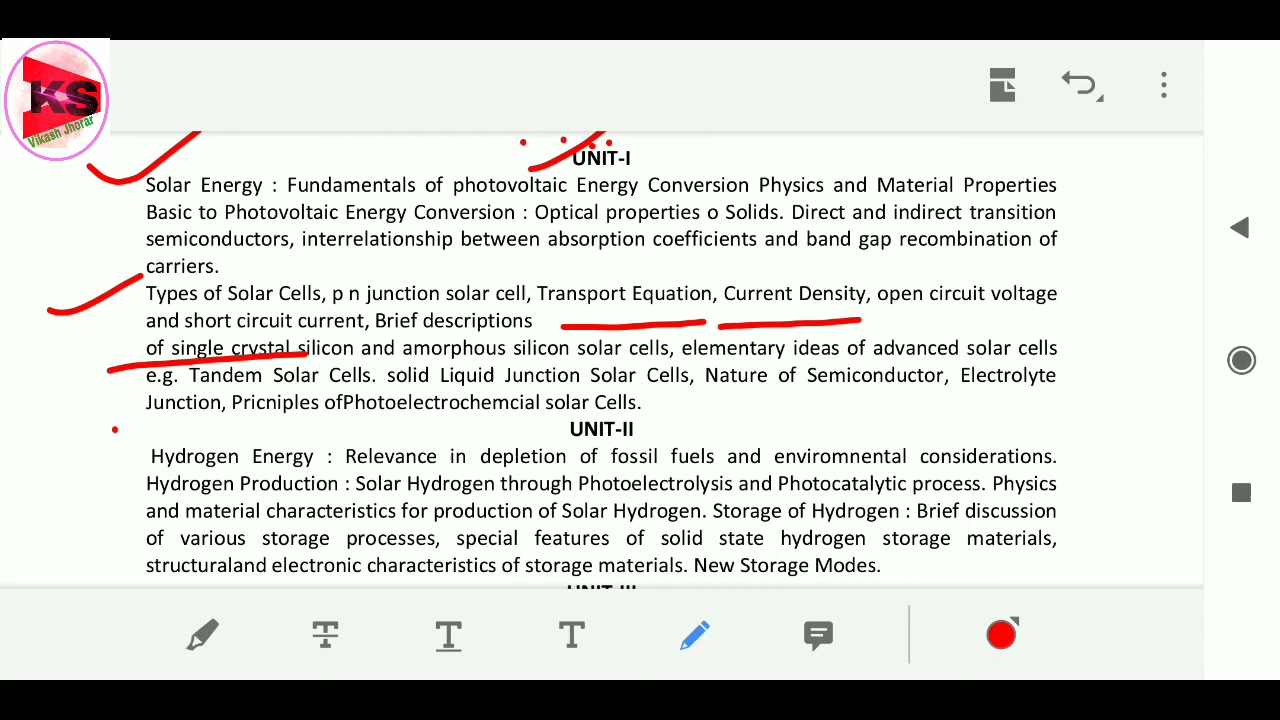 KS
Vikash Jhorar
UNIT-I
Solar Energy : Fundamentals of photovoltaic Energy Conversion Physics and Material Properties
Basic to Photovoltaic Energy Conversion : Optical properties o Solids. Direct and indirect transition
semiconductors, interrelationship between absorption coefficients and band gap recombination of
carriers.
Types of Solar Cells, p n junction solar cell, Transport Equation, Current Density, open circuit voltage
and short circuit current, Brief descriptions
of single crystal silicon and amorphous silicon solar cells, elementary ideas of advanced solar cells
e.g. Tandem Solar Cells. solid Liquid Junction Solar Cells, Nature of Semiconductor, Electrolyte
Junction, Pricniples ofPhotoelectrochemcial solar Cells.
UNIT-II
Hydrogen Energy : Relevance in depletion of fossil fuels and enviromnental considerations.
Hydrogen Production : Solar Hydrogen through Photoelectrolysis and Photocatalytic process. Physics
and material characteristics for production of Solar Hydrogen. Storage of Hydrogen : Brief discussion
of various storage processes, special features of solid state hydrogen storage materials,
structuraland electronic characteristics of storage materials. New Storage Modes.
UNIT-III
T
T
T